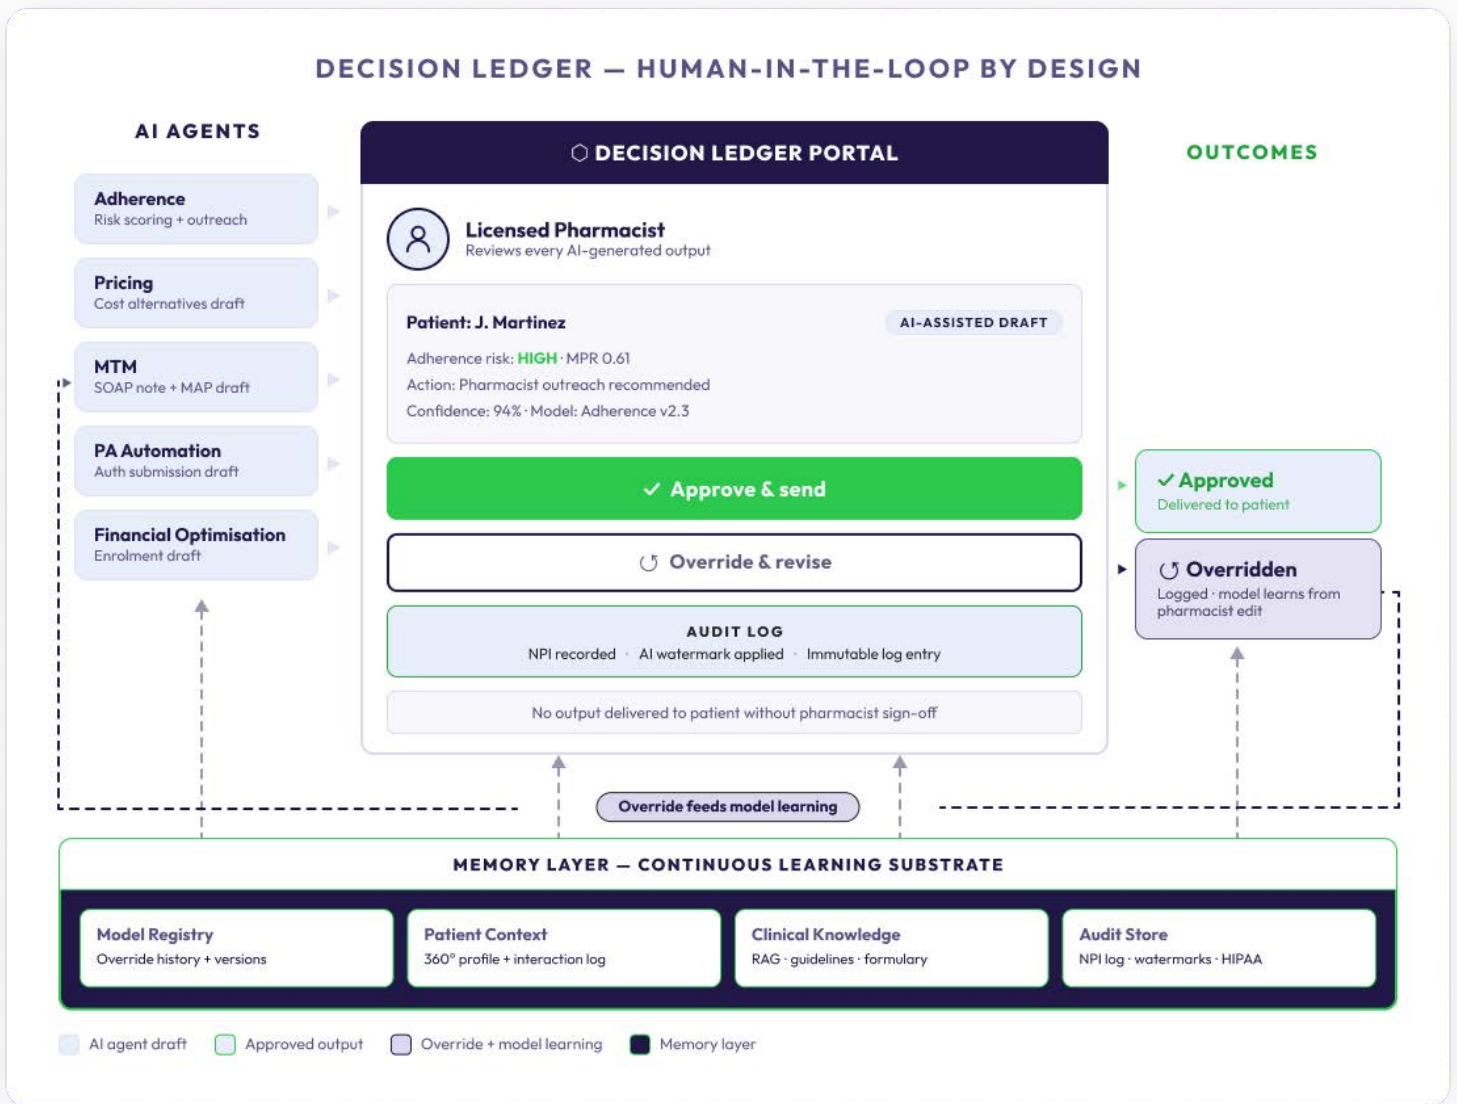 DECISION LEDGER — HUMAN-IN-THE-LOOP BY DESIGN
AI AGENTS
Adherence
Risk scoring + outreach
Pricing
Cost alternatives draft
MTM
SOAP note + MAP draft
PA Automation
Auth submission draft
Financial Optimisation
Enrolment draft
DECISION LEDGER PORTAL
Licensed Pharmacist
Reviews every AI-generated output
Patient: J. Martinez
AI-ASSISTED DRAFT
Adherence risk: HIGH · MPR 0.61
Action: Pharmacist outreach recommended
Confidence: 94% · Model: Adherence v2.3
✓ Approve & send
↺ Override & revise
AUDIT LOG
NPI recorded · AI watermark applied · Immutable log entry
No output delivered to patient without pharmacist sign-off
OUTCOMES
✓ Approved
Delivered to patient
↺ Overridden
Logged · model learns from
pharmacist edit
Override feeds model learning
MEMORY LAYER — CONTINUOUS LEARNING SUBSTRATE
Model Registry
Override history + versions
Patient Context
360° profile + interaction log
Clinical Knowledge
RAG · guidelines · formulary
Audit Store
NPI log · watermarks · HIPAA
AI agent draft
Approved output
Override + model learning
Memory layer